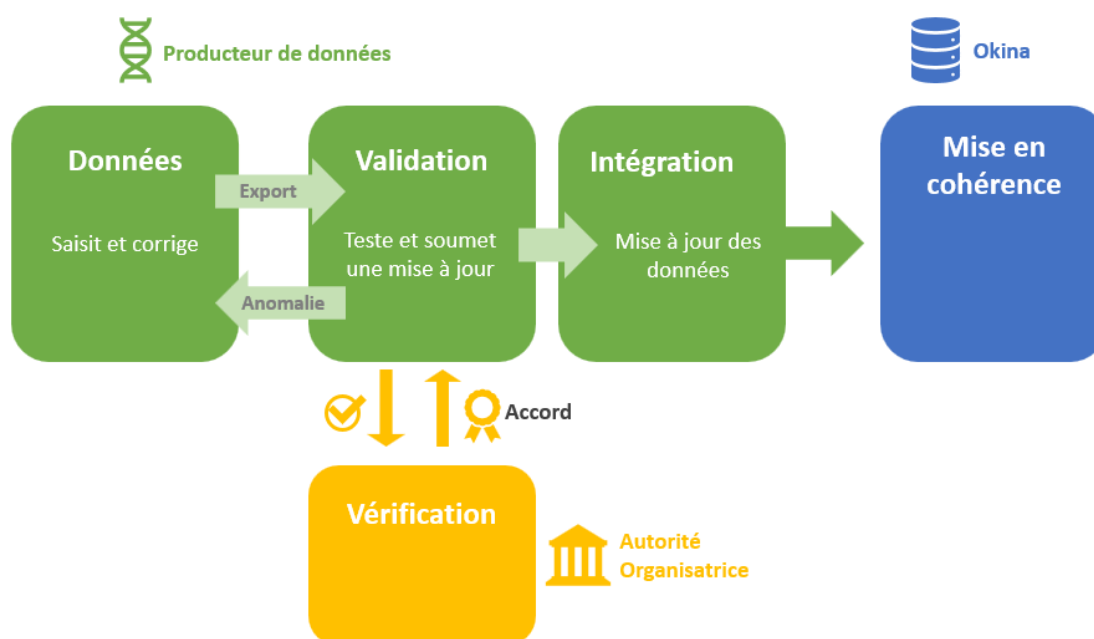 Producteur de données
Okina
Données
Export
Saisit et corrige
Anomalie
Validation
Teste et soumet
une mise à jour
Intégration
Mise à jour des
données
Mise en
cohérence
Accord
Vérification
Autorité
Organisatrice